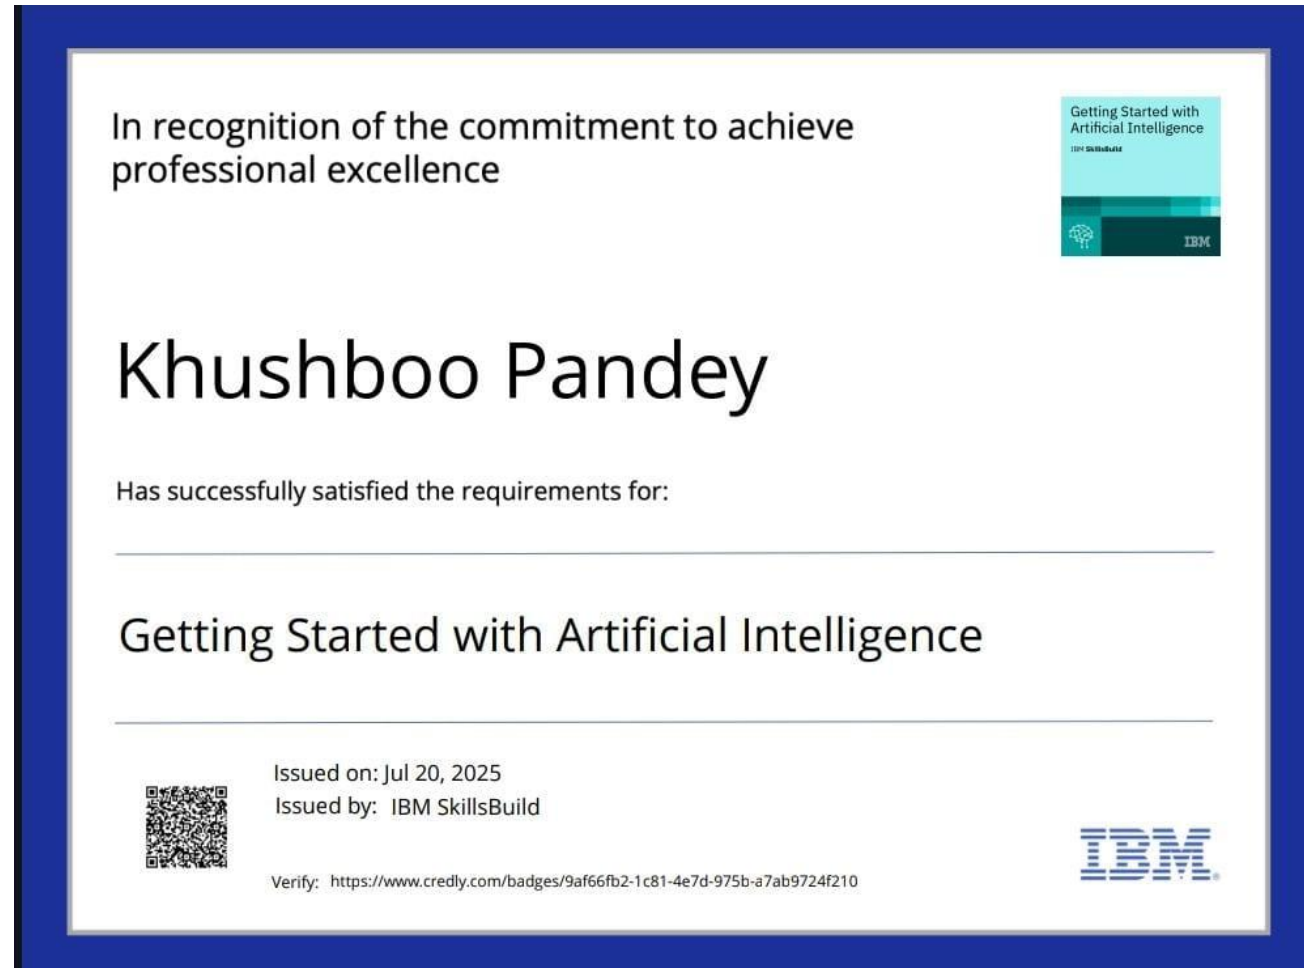 In recognition of the commitment to achieve
professional excellence
Getting Started with
Artificial Intelligence
IBM SkillsBuild
IBM
Khushboo Pandey
Has successfully satisfied the requirements for:
Getting Started with Artificial Intelligence
Issued on: Jul 20, 2025
Issued by: IBM SkillsBuild
Verify: https://www.credly.com/badges/9af66fb2-1c81-4e7d-975b-a7ab9724f210
IBM®